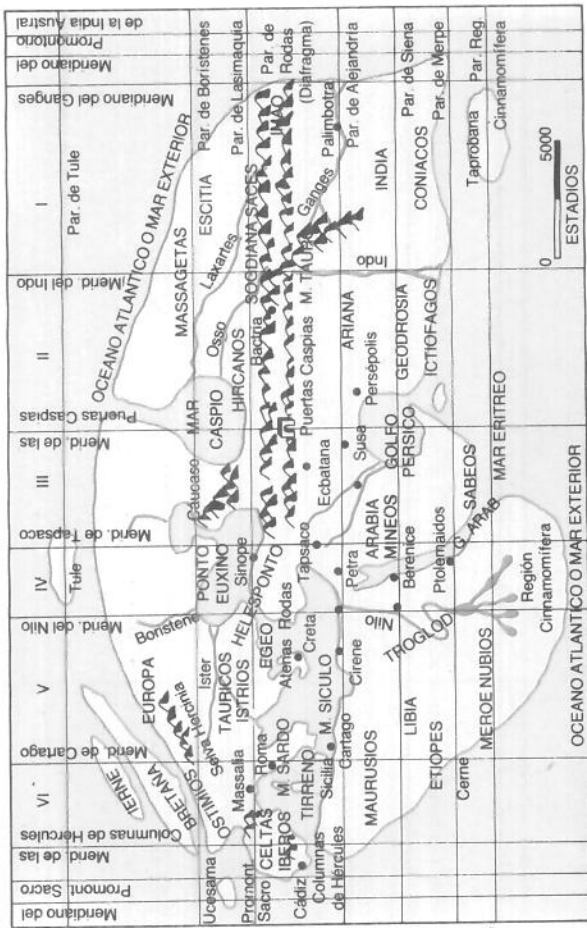 Meridiano del
Promont Sacro
Merid. de las
Columnas de Hércules
Merid. de Cartago
Merid. del Nilo
Merid. de Tapsaco
Merid. de las
Puertas Caspias
Merid. del Indo
Meridiano del Ganges
Meridiano del
Promontorio
de la India Austral
VI
V
IV
III
II
I
Tule
Par. de Tule
OCEANO ATLANTICO O MAR EXTERIOR
IERNE
BRETAÑA
EUROPA
Boristene
MASSAGETAS
ESCITIA
Par. de Boristenes
Ucesama
OSTIMIOS
Selva Harcinia
Ister
TAURICOS
ISTRIOS
PONTO
EUXINO
Sinope
Cáucaso
MAR
CASPIO
HIRCANOS
Osso
Laxartes
Par. de Lasimaquia
Promont
Sacro
Massalia
CELTAS
IBEROS
Roma
M. SARDO
TIRRENO
HELESPONTO
EGEO
Atenas
Rodas
Bactria
SOGDIANA
SACES
IMAO
Par. de
Rodas
(Diafragma)
Cádiz
Columnas
de Hércules
Sicilia
M. SICULO
Creta
Tapsaco
Ecbatana
Puertas Caspias
M. TAURO
Ganges
Palimbotra
Par. de Alejandría
Cartago
Cirene
Petra
Susa
Persépolis
ARIANA
Indo
INDIA
MAURUSIOS
LIBIA
Nilo
ARABIA
MINEOS
Berenice
GOLFO
PERSICO
GEODROSIA
ICTIOFAGOS
CONIACOS
Par. de Siena
Par. de Merpe
ETIOPES
Cerne
TROGLOD
Ptolemaidos
G. ARAB
SABEOS
MEROE NUBIOS
MAR ERITREO
Taprobana
Par. Reg.
Cinnamomífera
Región
Cinnamomífera
OCEANO ATLANTICO O MAR EXTERIOR
0
5000
ESTADIOS